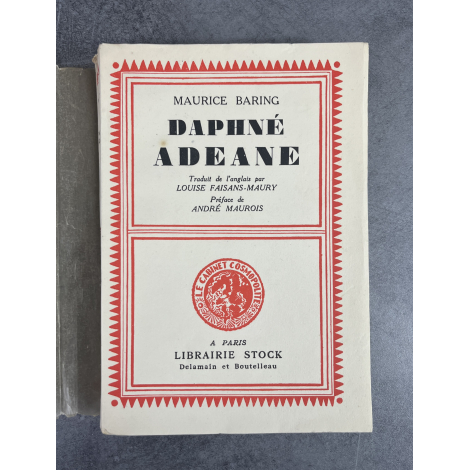 MAURICE BARING
DAPHNÉ
ADEANE
Traduit de l'anglais par
LOUISE FAISANS-MAURY
Préface de
ANDRÉ MAUROIS
LE CABINET COSMOPOLITE
A PARIS
LIBRAIRIE STOCK
Delamain et Boutelleau